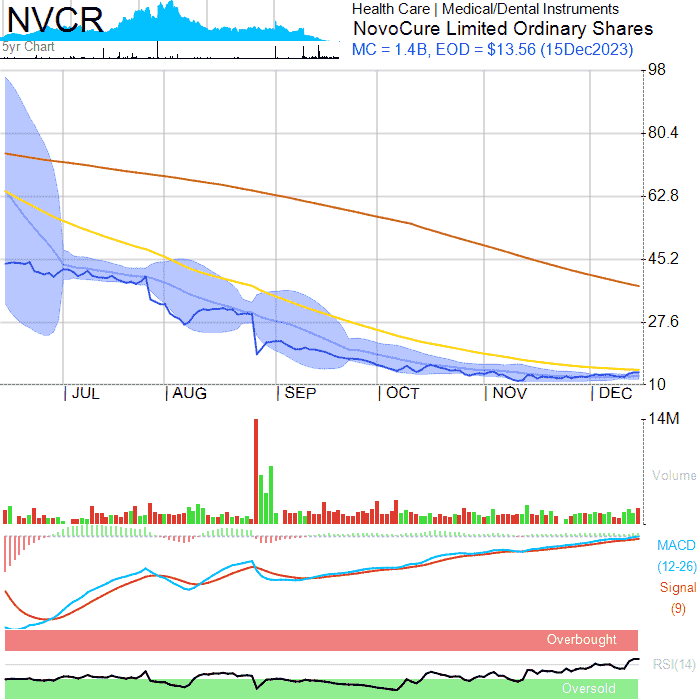 NVCR
5yr Chart
Health Care | Medical/Dental Instruments
NovoCure Limited Ordinary Shares
MC = 1.4B, EOD = $13.56 (15Dec2023)
98
80.4
62.8
45.2
27.6
10
JUL
AUG
SEP
OCT
NOV
DEC
14M
Volume
MACD
(12-26)
Signal
(9)
Overbought
RSI(14)
Oversold